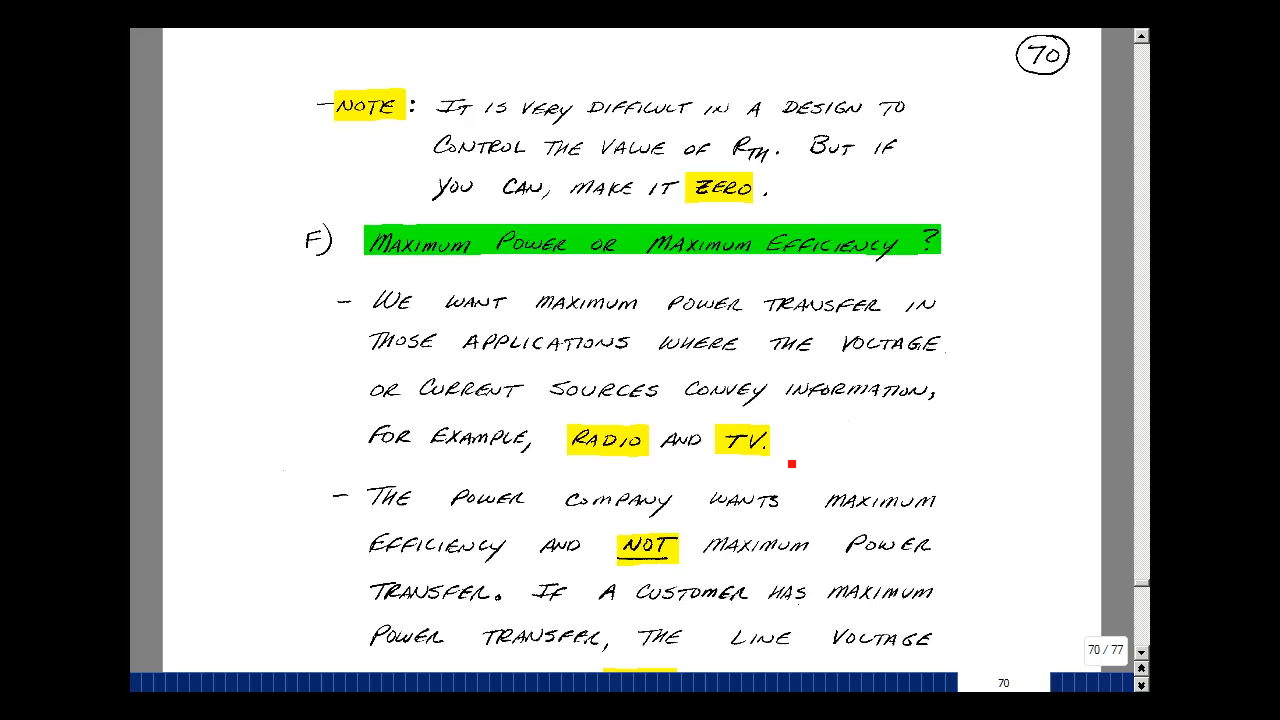 70
- NOTE: IT IS VERY DIFFICULT IN A DESIGN TO
CONTROL THE VALUE OF RTH. BUT IF
YOU CAN, MAKE IT ZERO.
F) MAXIMUM POWER OR MAXIMUM EFFICIENCY?
- WE WANT MAXIMUM POWER TRANSFER IN
THOSE APPLICATIONS WHERE THE VOLTAGE
OR CURRENT SOURCES CONVEY INFORMATION,
FOR EXAMPLE, RADIO AND TV.
- THE POWER COMPANY WANTS MAXIMUM
EFFICIENCY AND NOT MAXIMUM POWER
TRANSFER. IF A CUSTOMER HAS MAXIMUM
POWER TRANSFER, THE LINE VOLTAGE
70 / 77
70